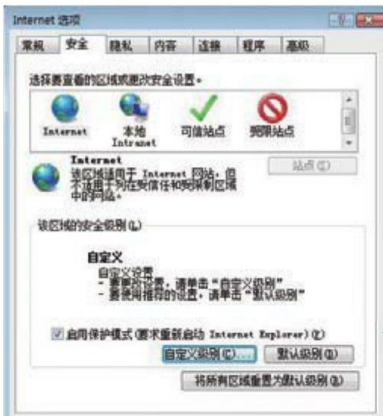 Internet 选项
常规 安全 隐私 内容 连接 程序 高级
选择要查看的区域或更改安全设置。
Internet 本地 Intranet 可信站点 受限站点
Internet
该区域适用于 Internet 网站,但
不适用于列在受信任和受限制区域
中的网站。
站点(S)
该区域的安全级别(L)
自定义
自定义设置
- 要更改设置,请单击“自定义级别”
- 要使用推荐的设置,请单击“默认级别”
启用保护模式(要求重新启动 Internet Explorer)(P)
自定义级别(C)... 默认级别(D)
将所有区域重置为默认级别(R)